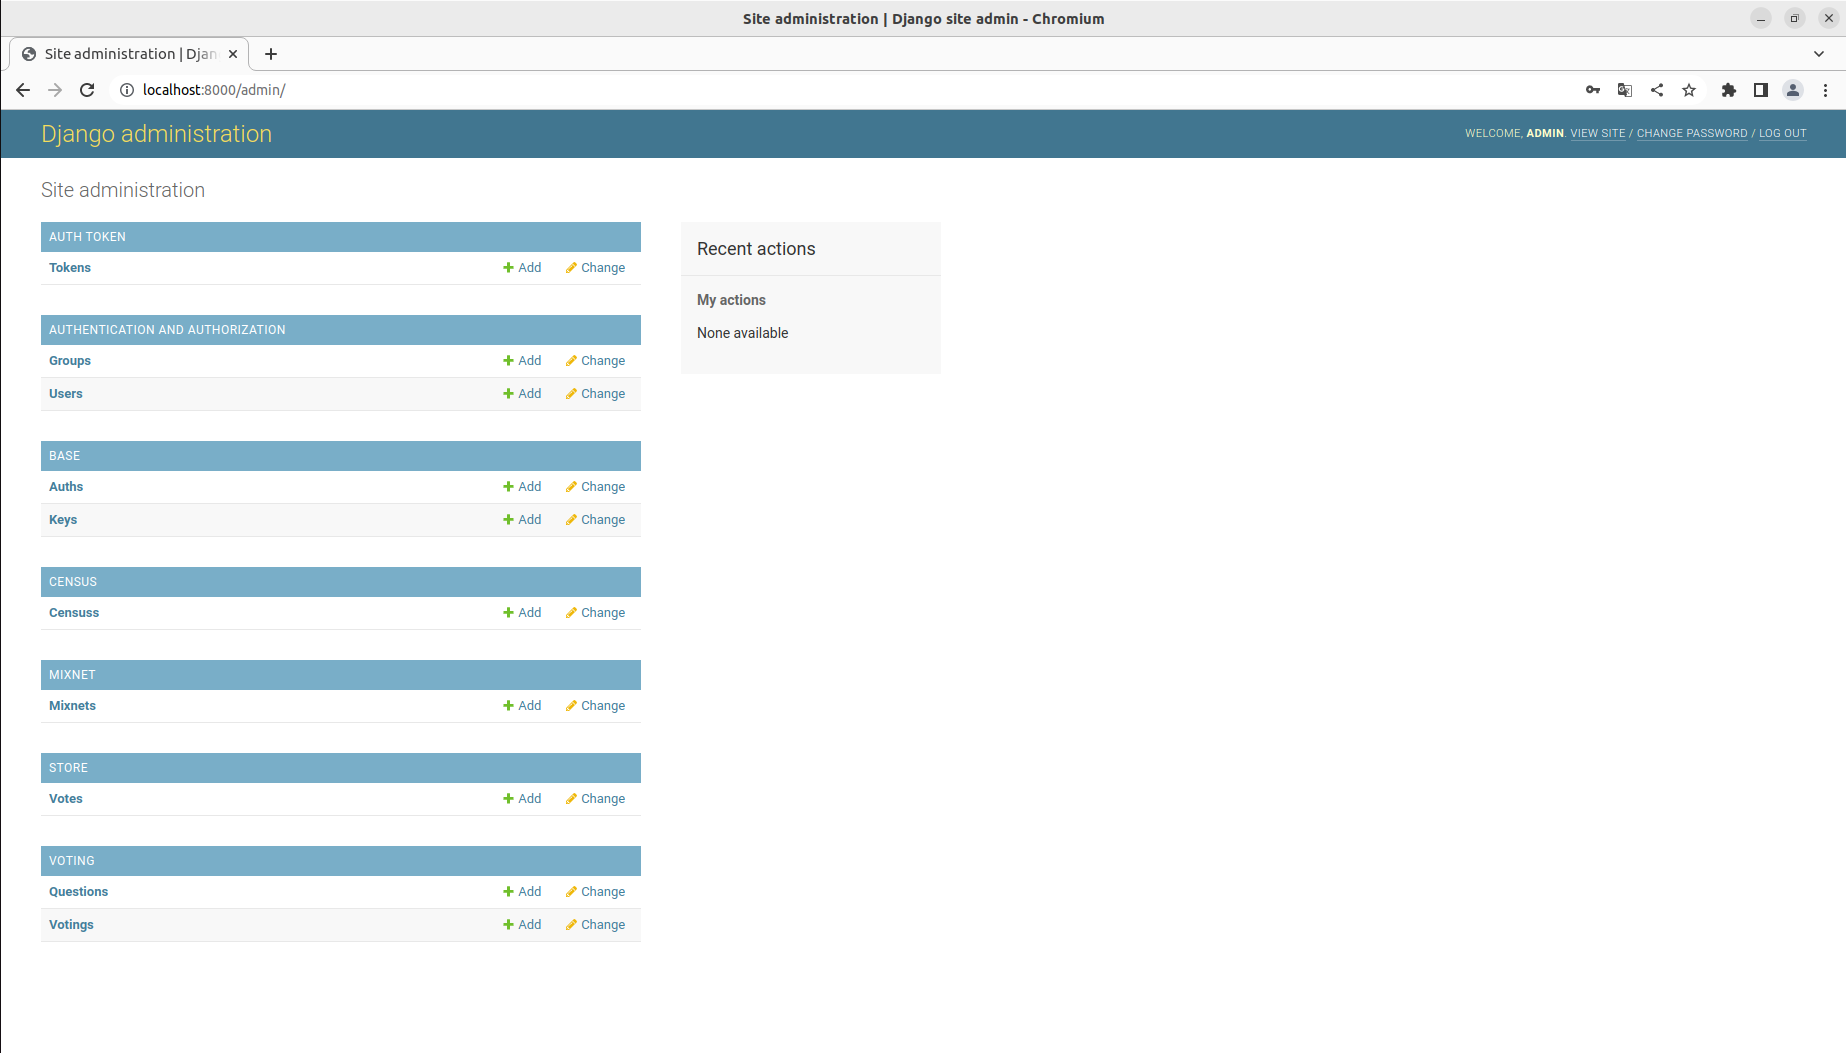 Site administration | Django site admin - Chromium
Site administration | Djan
localhost:8000/admin/
Django administration
WELCOME, ADMIN. VIEW SITE / CHANGE PASSWORD / LOG OUT
Site administration
AUTH TOKEN
Tokens Add Change
AUTHENTICATION AND AUTHORIZATION
Groups Add Change
Users Add Change
BASE
Auths Add Change
Keys Add Change
CENSUS
Censuss Add Change
MIXNET
Mixnets Add Change
STORE
Votes Add Change
VOTING
Questions Add Change
Votings Add Change
Recent actions
My actions
None available